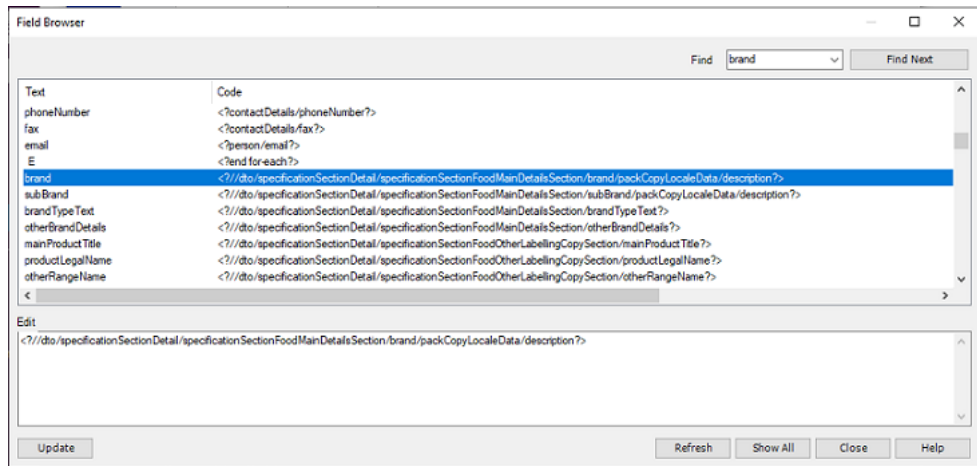 Field Browser
Find brand Find Next
Text Code
phoneNumber <?contactDetails/phoneNumber?>
fax <?contactDetails/fax?>
email <?person/email?>
E <?end for-each?>
brand <?//dto/specificationSectionDetail/specificationSectionFoodMainDetailsSection/brand/packCopyLocaleData/description?>
subBrand <?//dto/specificationSectionDetail/specificationSectionFoodMainDetailsSection/subBrand/packCopyLocaleData/description?>
brandTypeText <?//dto/specificationSectionDetail/specificationSectionFoodMainDetailsSection/brandTypeText?>
otherBrandDetails <?//dto/specificationSectionDetail/specificationSectionFoodMainDetailsSection/otherBrandDetails?>
mainProductTitle <?//dto/specificationSectionDetail/specificationSectionFoodOtherLabellingCopySection/mainProductTitle?>
productLegalName <?//dto/specificationSectionDetail/specificationSectionFoodOtherLabellingCopySection/productLegalName?>
otherRangeName <?//dto/specificationSectionDetail/specificationSectionFoodOtherLabellingCopySection/otherRangeName?>
Edit
<?//dto/specificationSectionDetail/specificationSectionFoodMainDetailsSection/brand/packCopyLocaleData/description?>
Update Refresh Show All Close Help